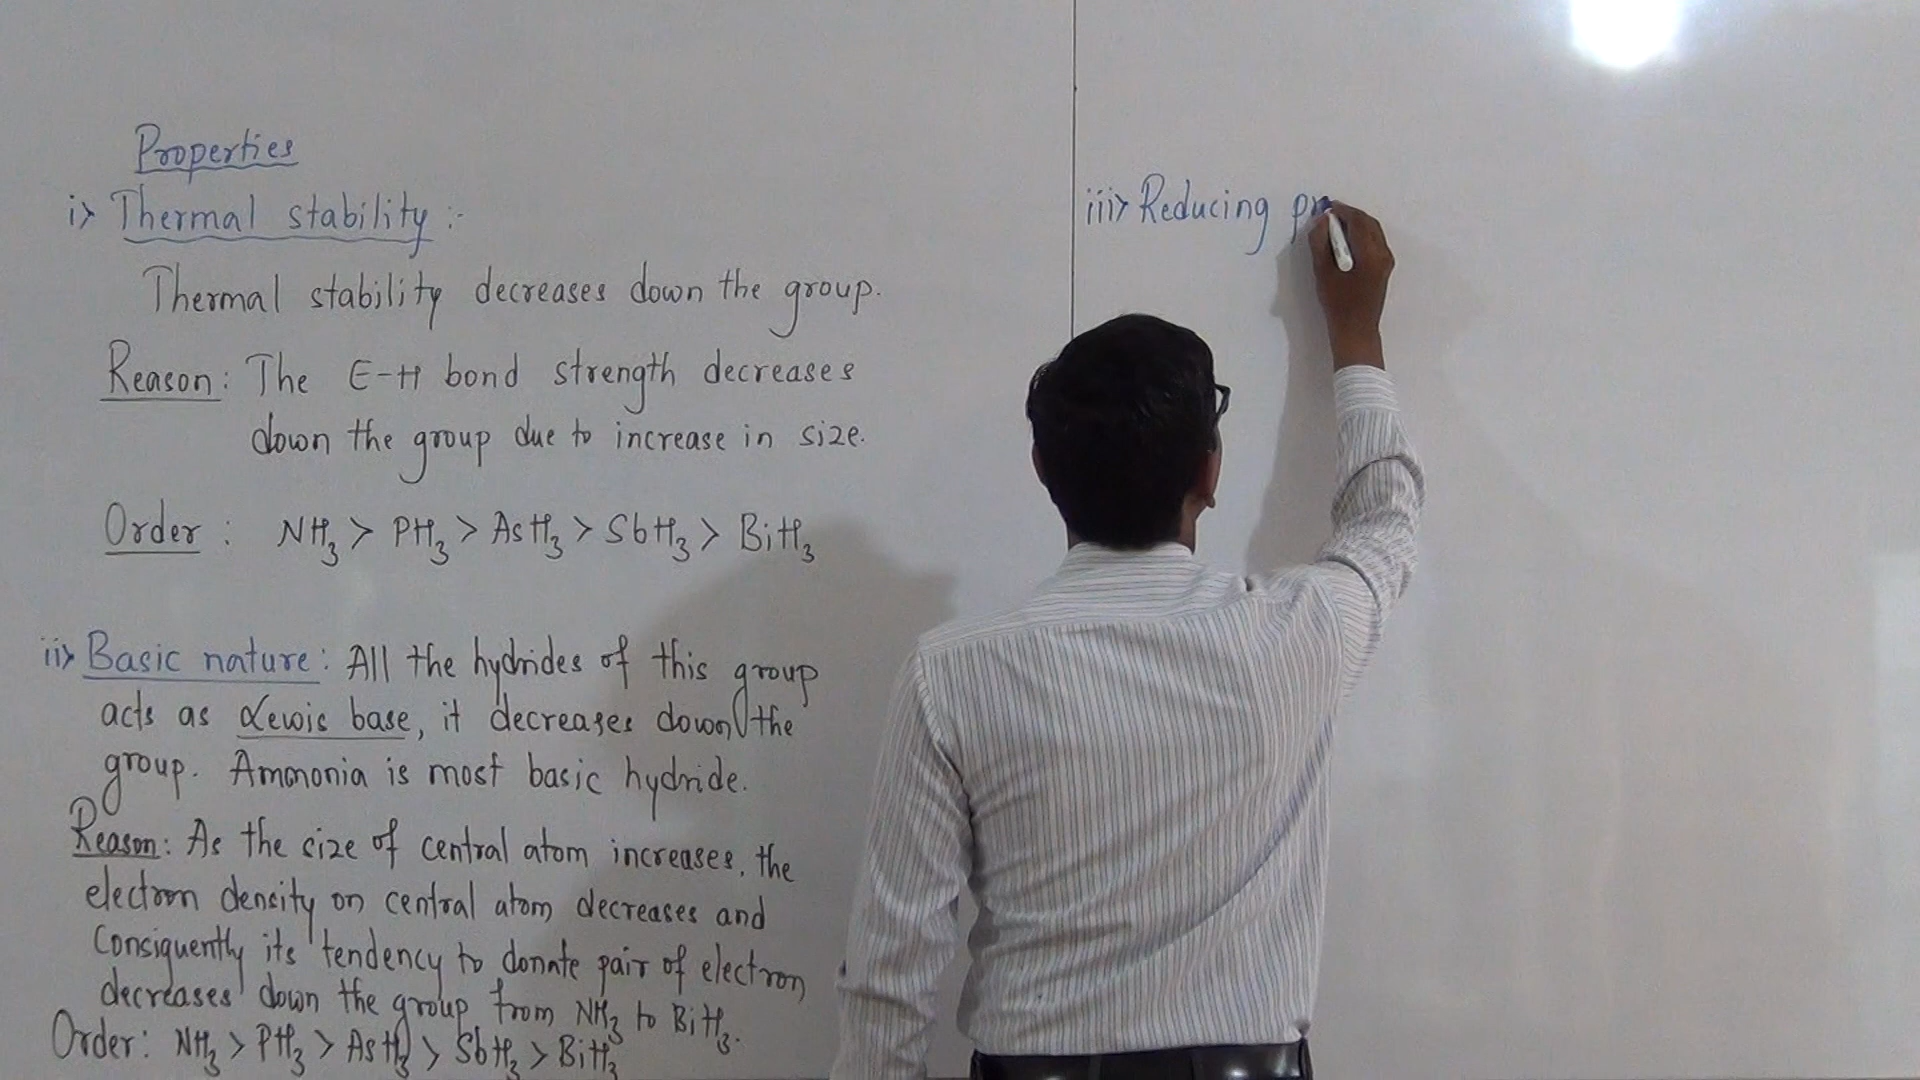 Properties
i> Thermal stability :-
Thermal stability decreases down the group.
Reason: The E-H bond strength decreases
down the group due to increase in size.
Order: NH₃ > PH₃ > AsH₃ > SbH₃ > BiH₃
ii> Basic nature: All the hydrides of this group
acts as Lewis base, it decreases down the
group. Ammonia is most basic hydride.
Reason: As the size of central atom increases, the
electron density on central atom decreases and
Consiquently its tendency to donate pair of electron
decreases down the group from NH₃ to BiH₃.
Order: NH₃ > PH₃ > AsH₃ > SbH₃ > BiH₃
iii> Reducing pr